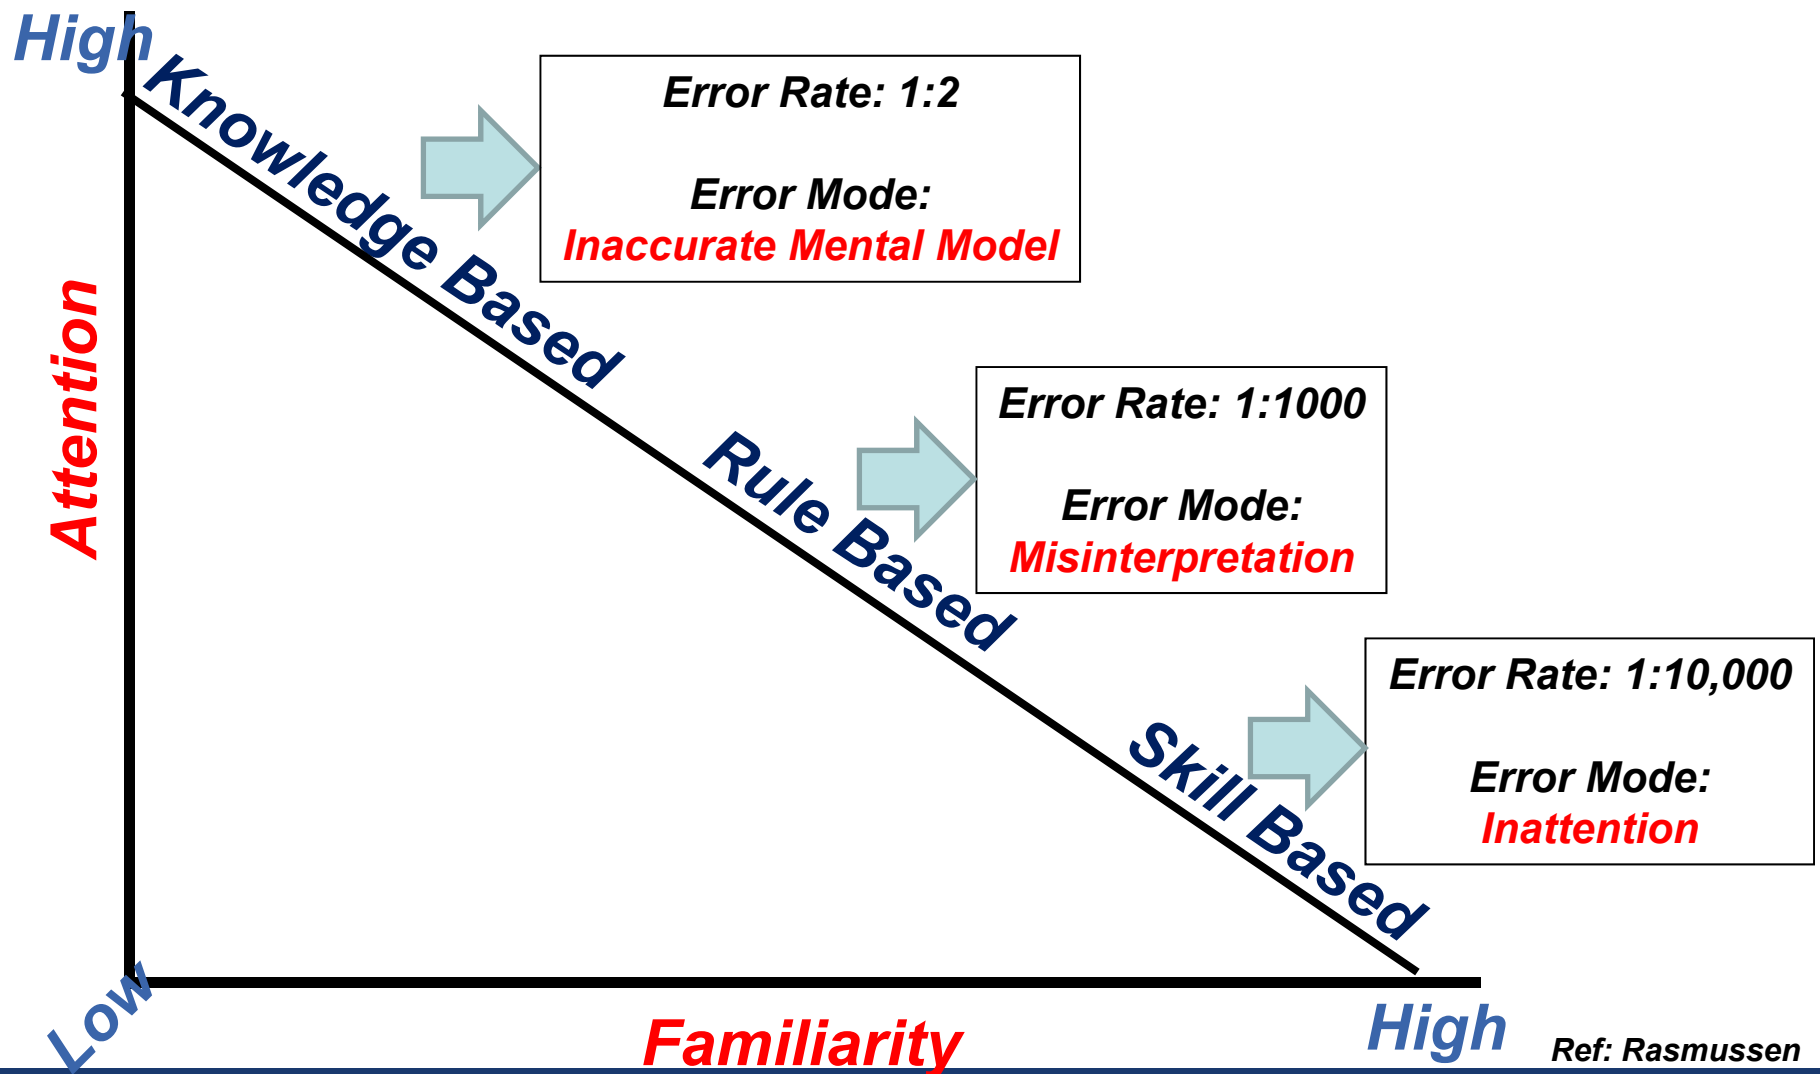 High
Knowledge Based
Error Rate: 1:2
Error Mode:
Inaccurate Mental Model
Attention
Rule Based
Error Rate: 1:1000
Error Mode:
Misinterpretation
Skill Based
Error Rate: 1:10,000
Error Mode:
Inattention
Low
Familiarity
High
Ref: Rasmussen